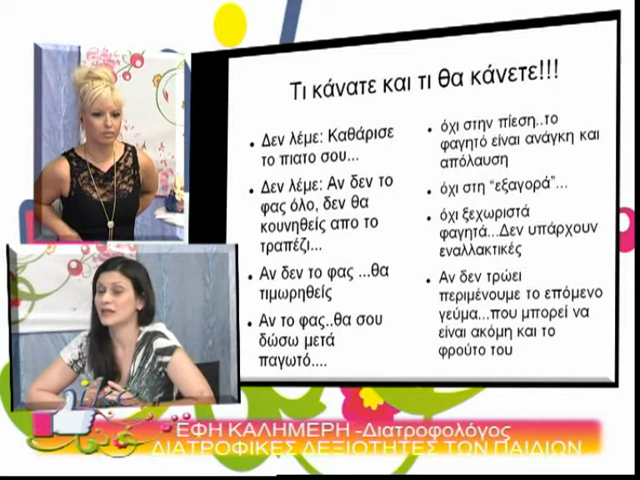 Τι κάνατε και τι θα κάνετε!!!
• Δεν λέμε: Καθάρισε
το πιατο σου...
• Δεν λέμε: Αν δεν το
φας όλο, δεν θα
κουνηθείς απο το
τραπέζι...
• Αν δεν το φας ...θα
τιμωρηθείς
• Αν το φας..θα σου
δώσω μετά
παγωτό....
• όχι στην πίεση..το
φαγητό είναι ανάγκη και
απόλαυση
• όχι στη “εξαγορά”...
• όχι ξεχωριστά
φαγητά...Δεν υπάρχουν
εναλλακτικές
• Αν δεν τρώει
περιμένουμε το επόμενο
γεύμα...που μπορεί να
είναι ακόμη και το
φρούτο του
like
ΕΦΗ ΚΑΛΗΜΕΡΗ -Διατροφολόγος
ΔΙΑΤΡΟΦΙΚΕΣ ΔΕΞΙΟΤΗΤΕΣ ΤΩΝ ΠΑΙΔΙΩΝ